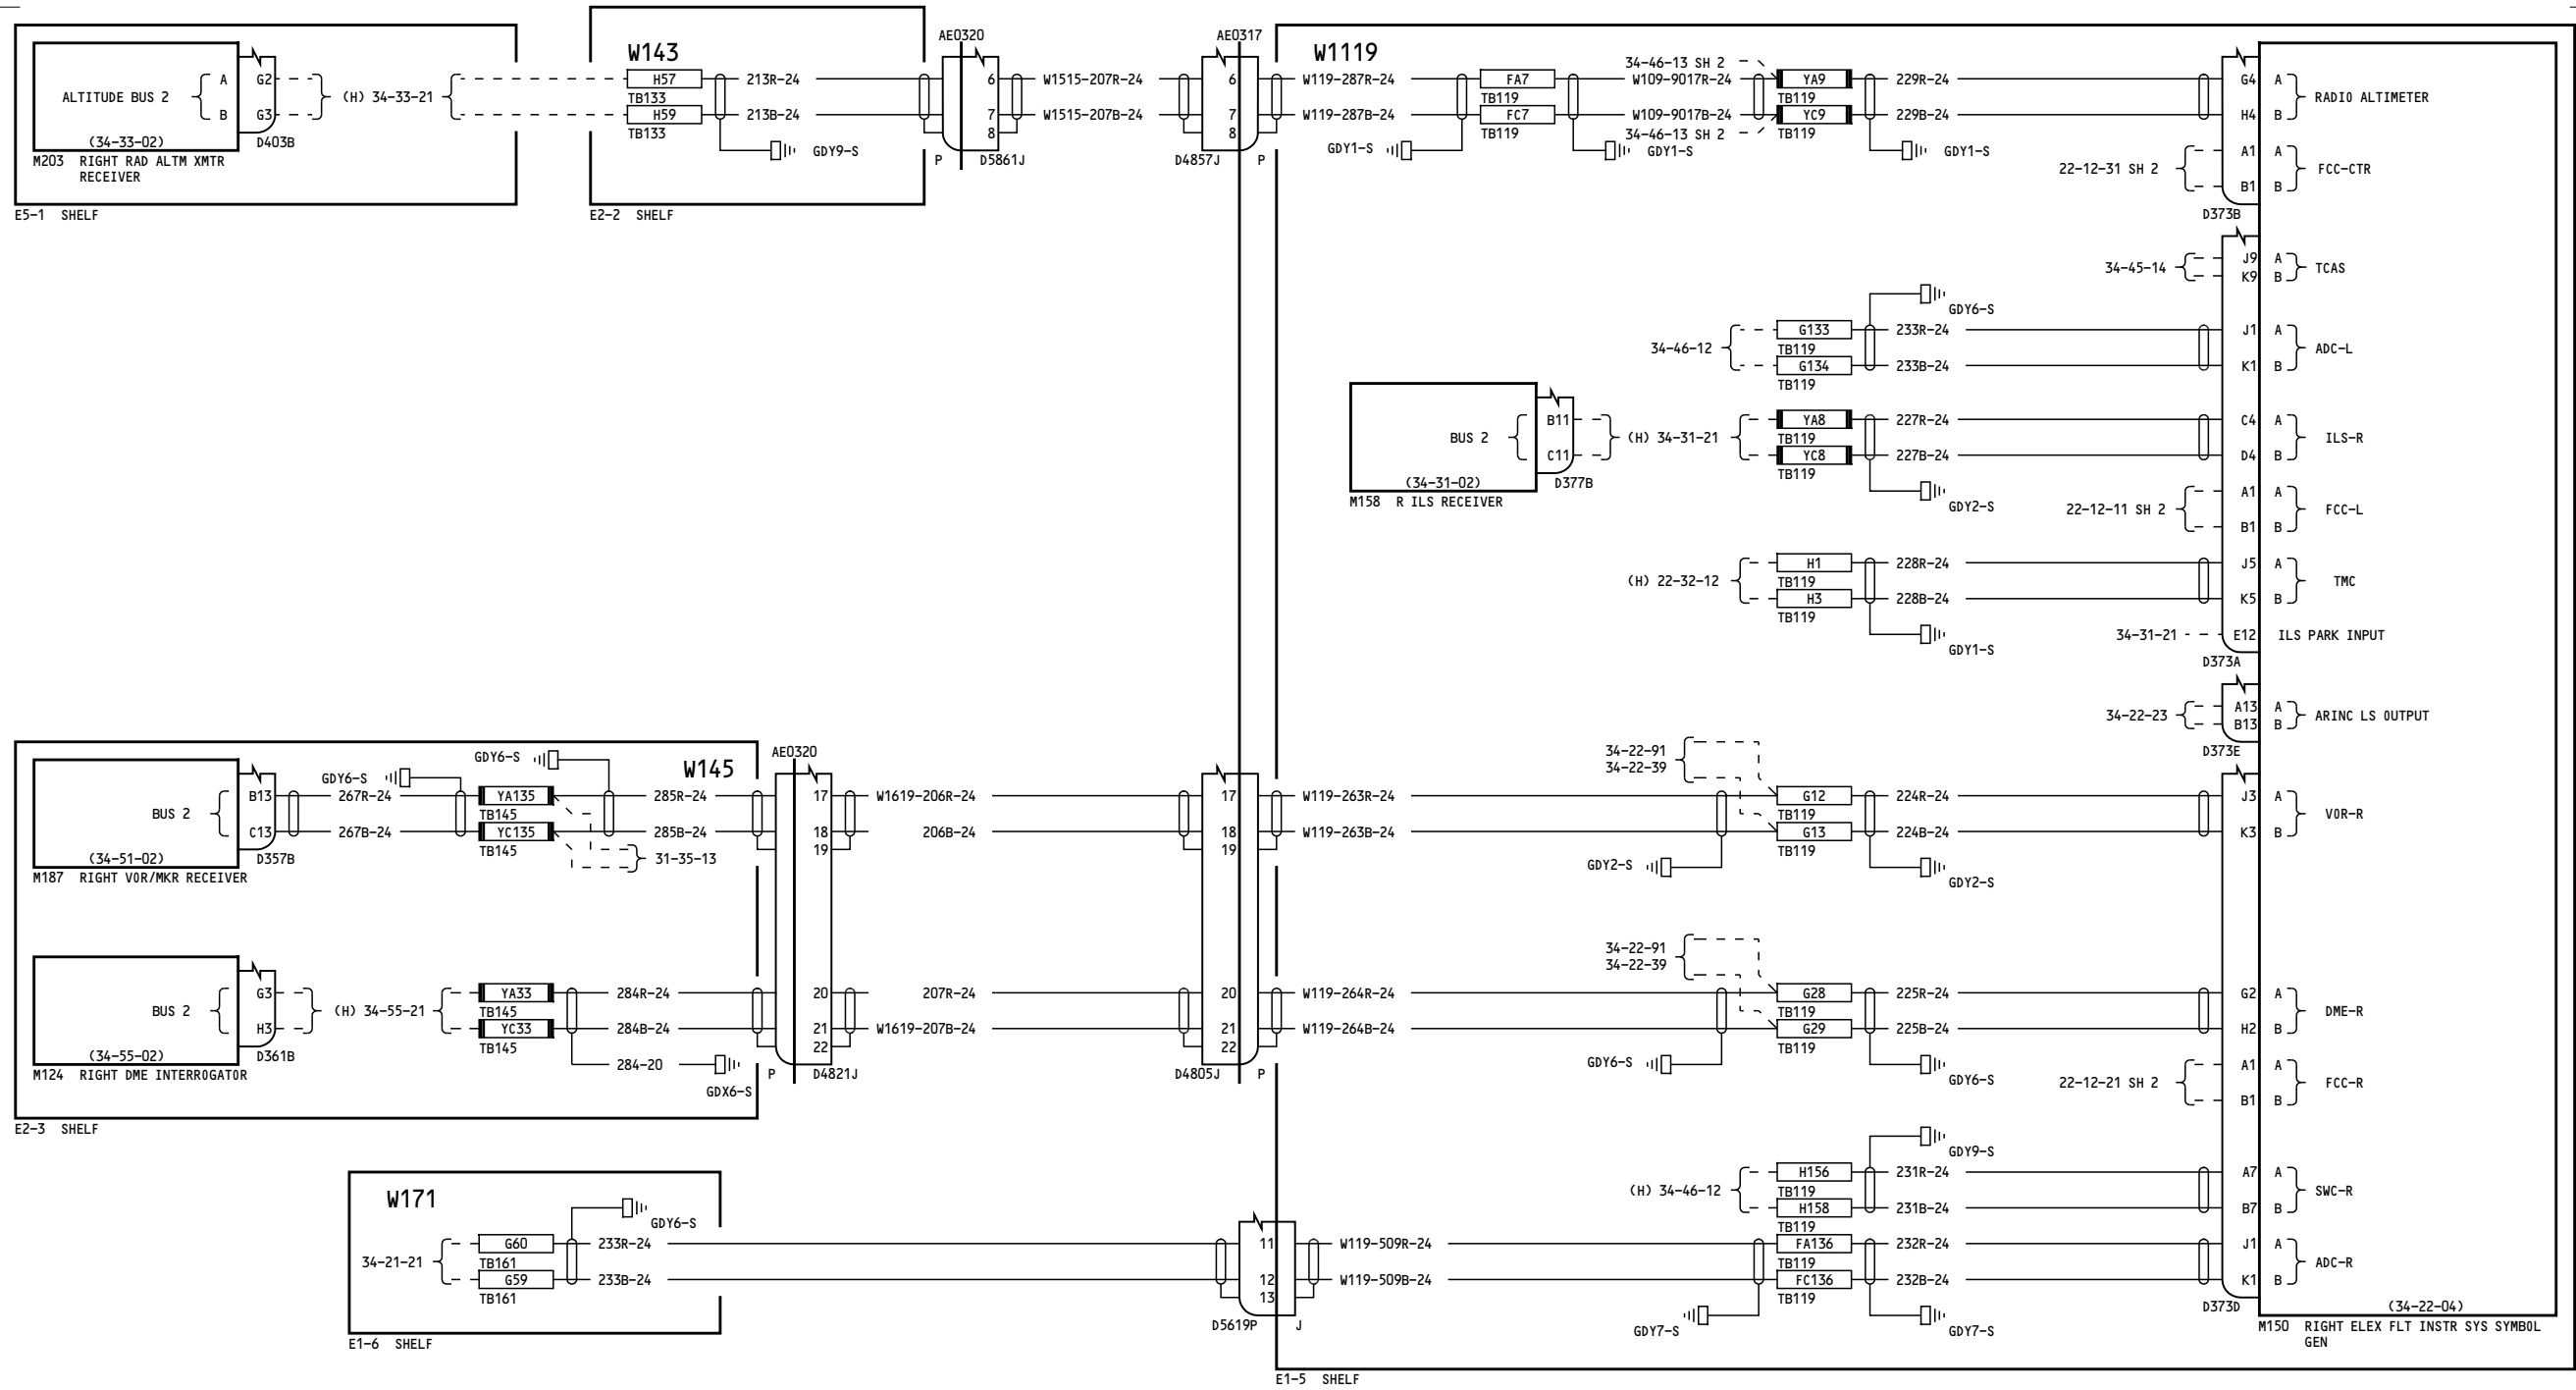 W143
AE0320
AE0317
W1119
34-46-13 SH 2
A G2
H57 213R-24 6 W1515-207R-24 6 W119-287R-24 FA7 W109-9017R-24 YA9 229R-24 G4 A
ALTITUDE BUS 2 (H) 34-33-21 TB133 TB119 TB119 RADIO ALTIMETER
B G3 H59 213B-24 7 W1515-207B-24 7 W119-287B-24 FC7 W109-9017B-24 YC9 229B-24 H4 B
TB133 8 8 TB119 34-46-13 SH 2 TB119
(34-33-02) D403B GDY9-S P D5861J D4857J P GDY1-S GDY1-S GDY1-S A1 A
M203 RIGHT RAD ALTM XMTR
RECEIVER
22-12-31 SH 2 FCC-CTR
B1 B
E5-1 SHELF
E2-2 SHELF
D373B
J9 A
34-45-14 TCAS
K9 B
GDY6-S
G133 233R-24 J1 A
34-46-12 TB119 ADC-L
G134 233B-24 K1 B
TB119
B11 YA8 227R-24 C4 A
BUS 2 (H) 34-31-21 TB119 ILS-R
C11 YC8 227B-24 D4 B
TB119
(34-31-02) D377B
M158 R ILS RECEIVER
GDY2-S
A1 A
22-12-11 SH 2 FCC-L
B1 B
H1 228R-24 J5 A
(H) 22-32-12 TB119 TMC
H3 228B-24 K5 B
TB119
GDY1-S
34-31-21 E12 ILS PARK INPUT
D373A
A13 A
34-22-23 ARINC LS OUTPUT
B13 B
D373E
AE0320
W145
GDY6-S
GDY6-S
34-22-91
34-22-39
B13 267R-24 YA135 285R-24 17 W1619-206R-24 17 W119-263R-24 G12 224R-24 J3 A
BUS 2 TB145 TB119 VOR-R
C13 267B-24 YC135 285B-24 18 206B-24 18 W119-263B-24 G13 224B-24 K3 B
TB145 19 19 TB119
(34-51-02) D357B 31-35-13
GDY2-S GDY2-S
M187 RIGHT VOR/MKR RECEIVER
34-22-91
34-22-39
G3 YA33 284R-24 20 207R-24 20 W119-264R-24 G28 225R-24 G2 A
BUS 2 (H) 34-55-21 TB145 TB119 DME-R
H3 YC33 284B-24 21 W1619-207B-24 21 W119-264B-24 G29 225B-24 H2 B
TB145 22 22 TB119
(34-55-02) D361B 284-20
GDX6-S P D4821J D4805J P GDY6-S GDY6-S
M124 RIGHT DME INTERROGATOR
A1 A
22-12-21 SH 2 FCC-R
B1 B
E2-3 SHELF
GDY9-S
H156 231R-24 A7 A
(H) 34-46-12 TB119 SWC-R
H158 231B-24 B7 B
TB119
W171
GDY6-S
G60 233R-24 11 W119-509R-24 FA136 232R-24 J1 A
34-21-21 TB161 TB119 ADC-R
G59 233B-24 12 W119-509B-24 FC136 232B-24 K1 B
TB161 13 TB119
D5619P J GDY7-S GDY7-S
D373D
(34-22-04)
M150 RIGHT ELEX FLT INSTR SYS SYMBOL
GEN
E1-6 SHELF
E1-5 SHELF